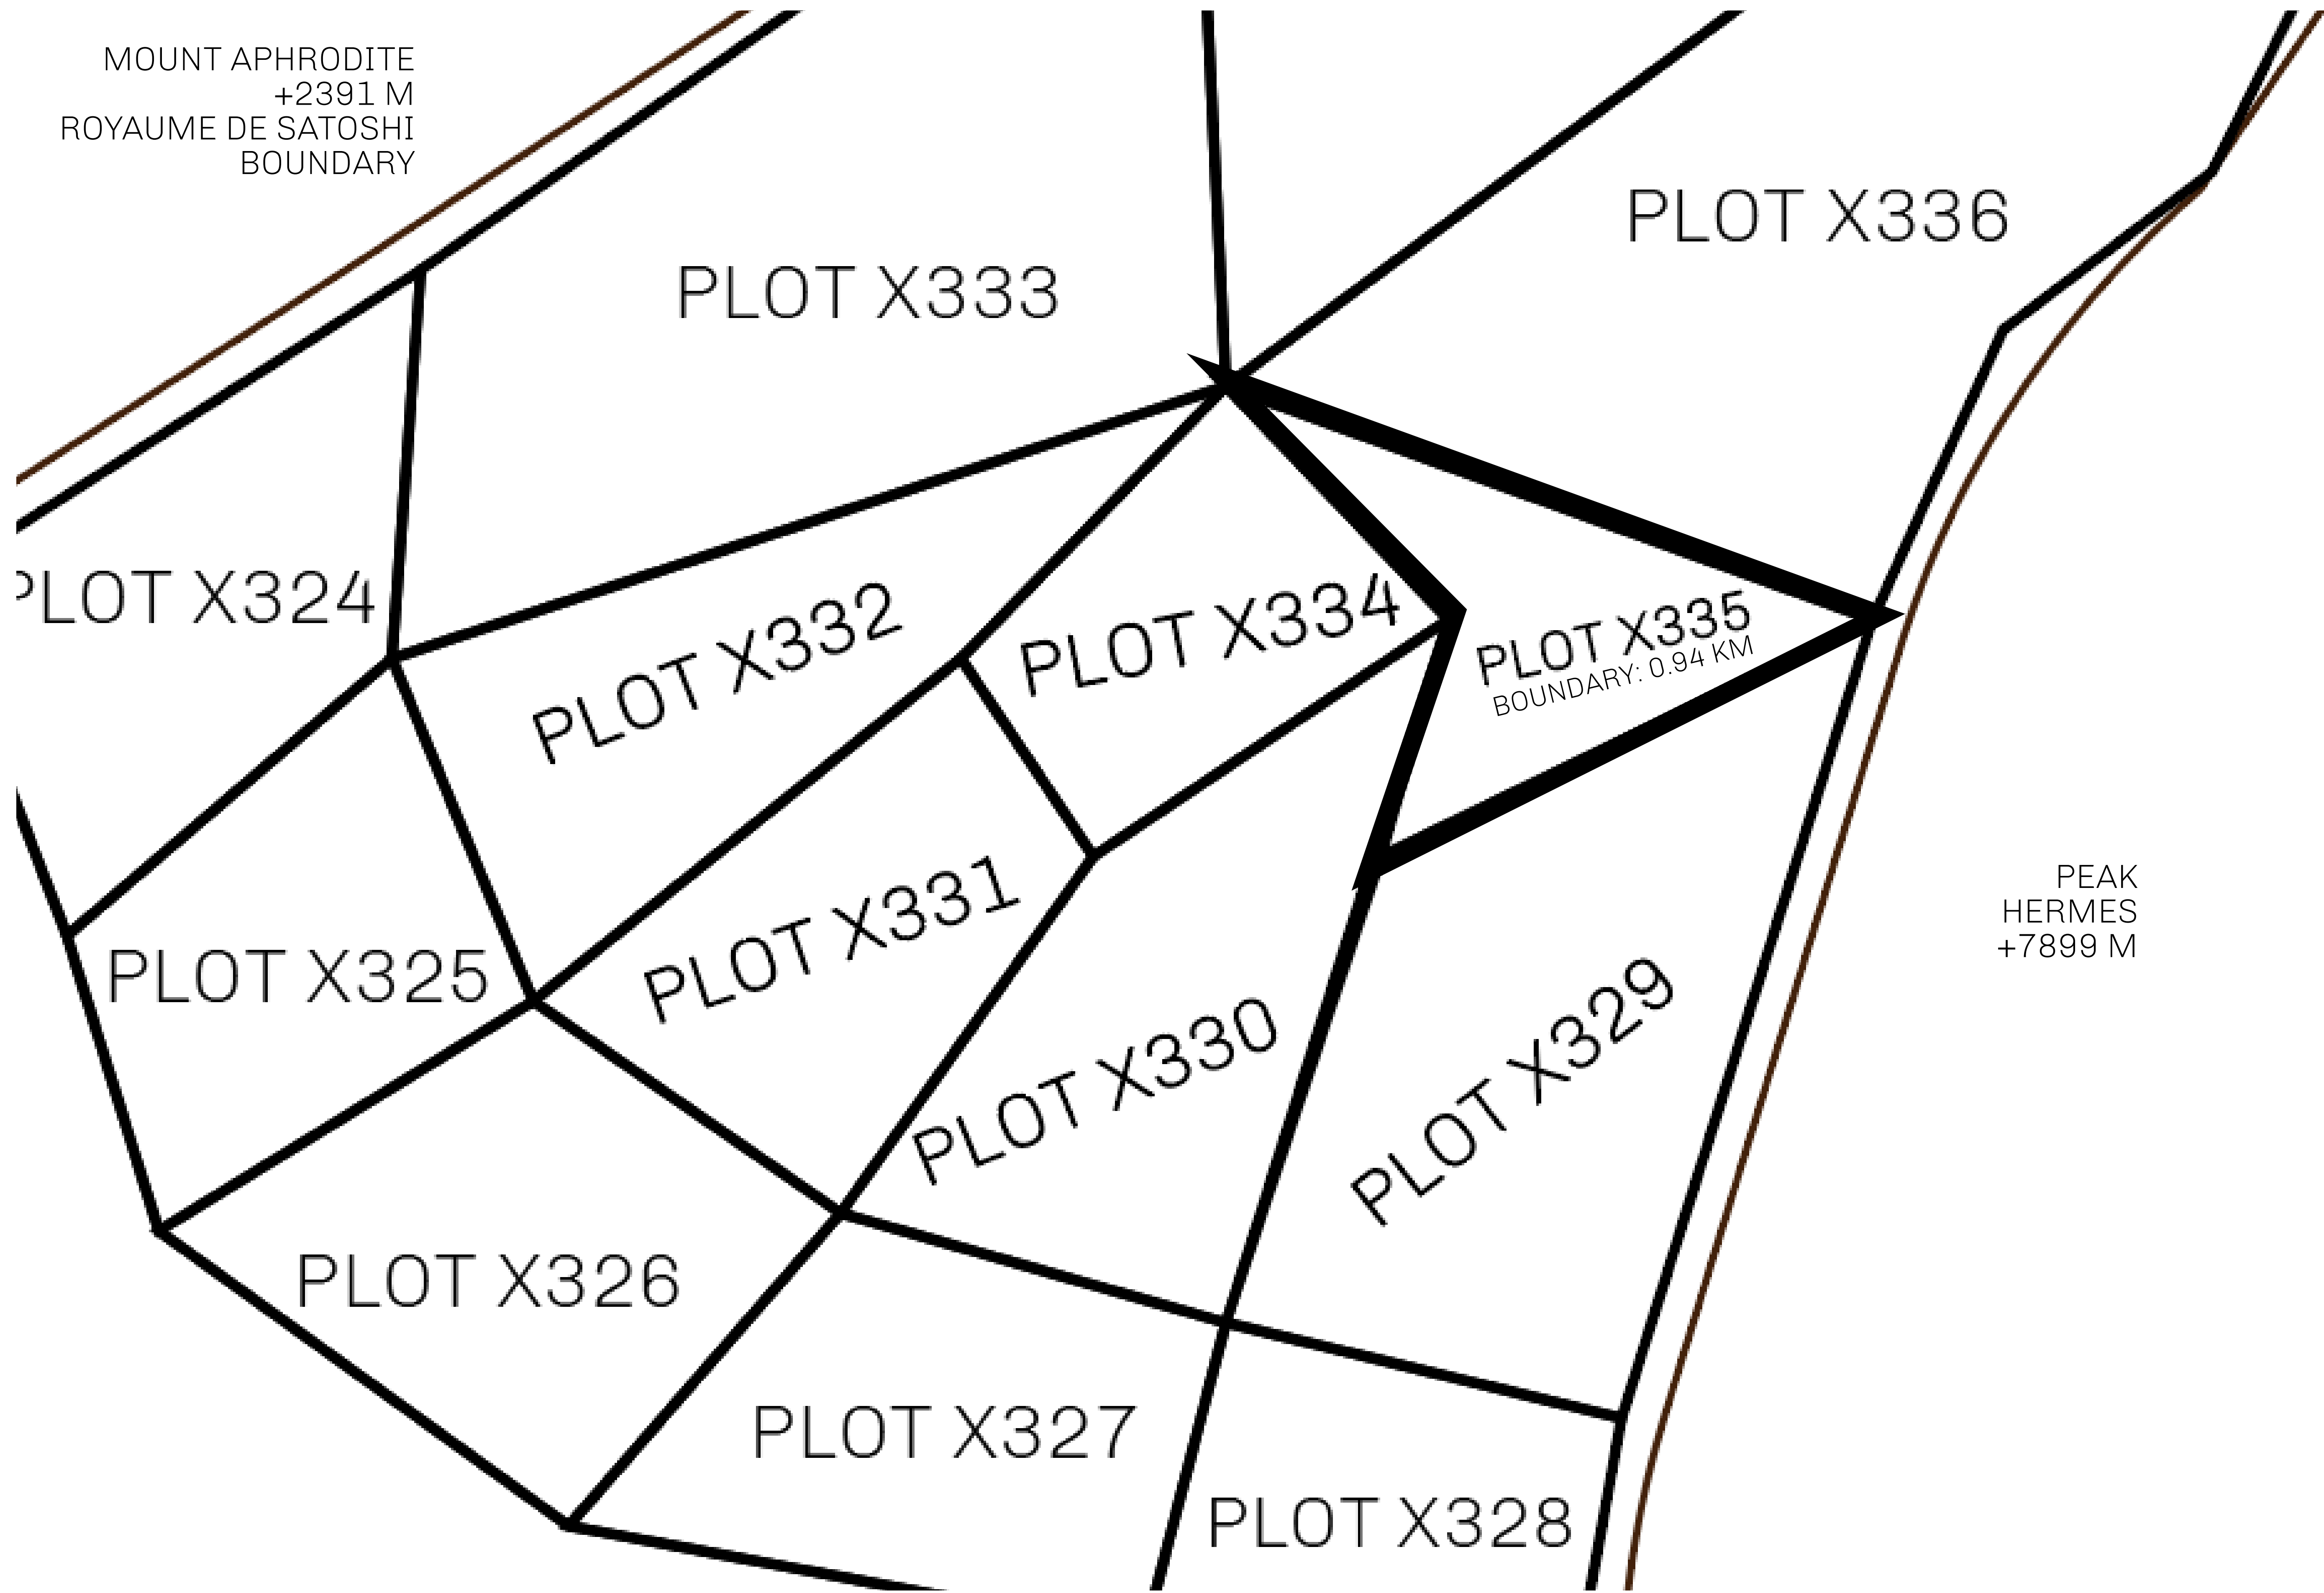 MOUNT APHRODITE
+2391 M
ROYAUME DE SATOSHI
BOUNDARY
PLOT X336
PLOT X333
PLOT X324
PLOT X332
PLOT X334
PLOT X335
BOUNDARY: 0.94 KM
PEAK
HERMES
+7899 M
PLOT X331
PLOT X325
PLOT X330
PLOT X329
PLOT X326
PLOT X327
PLOT X328